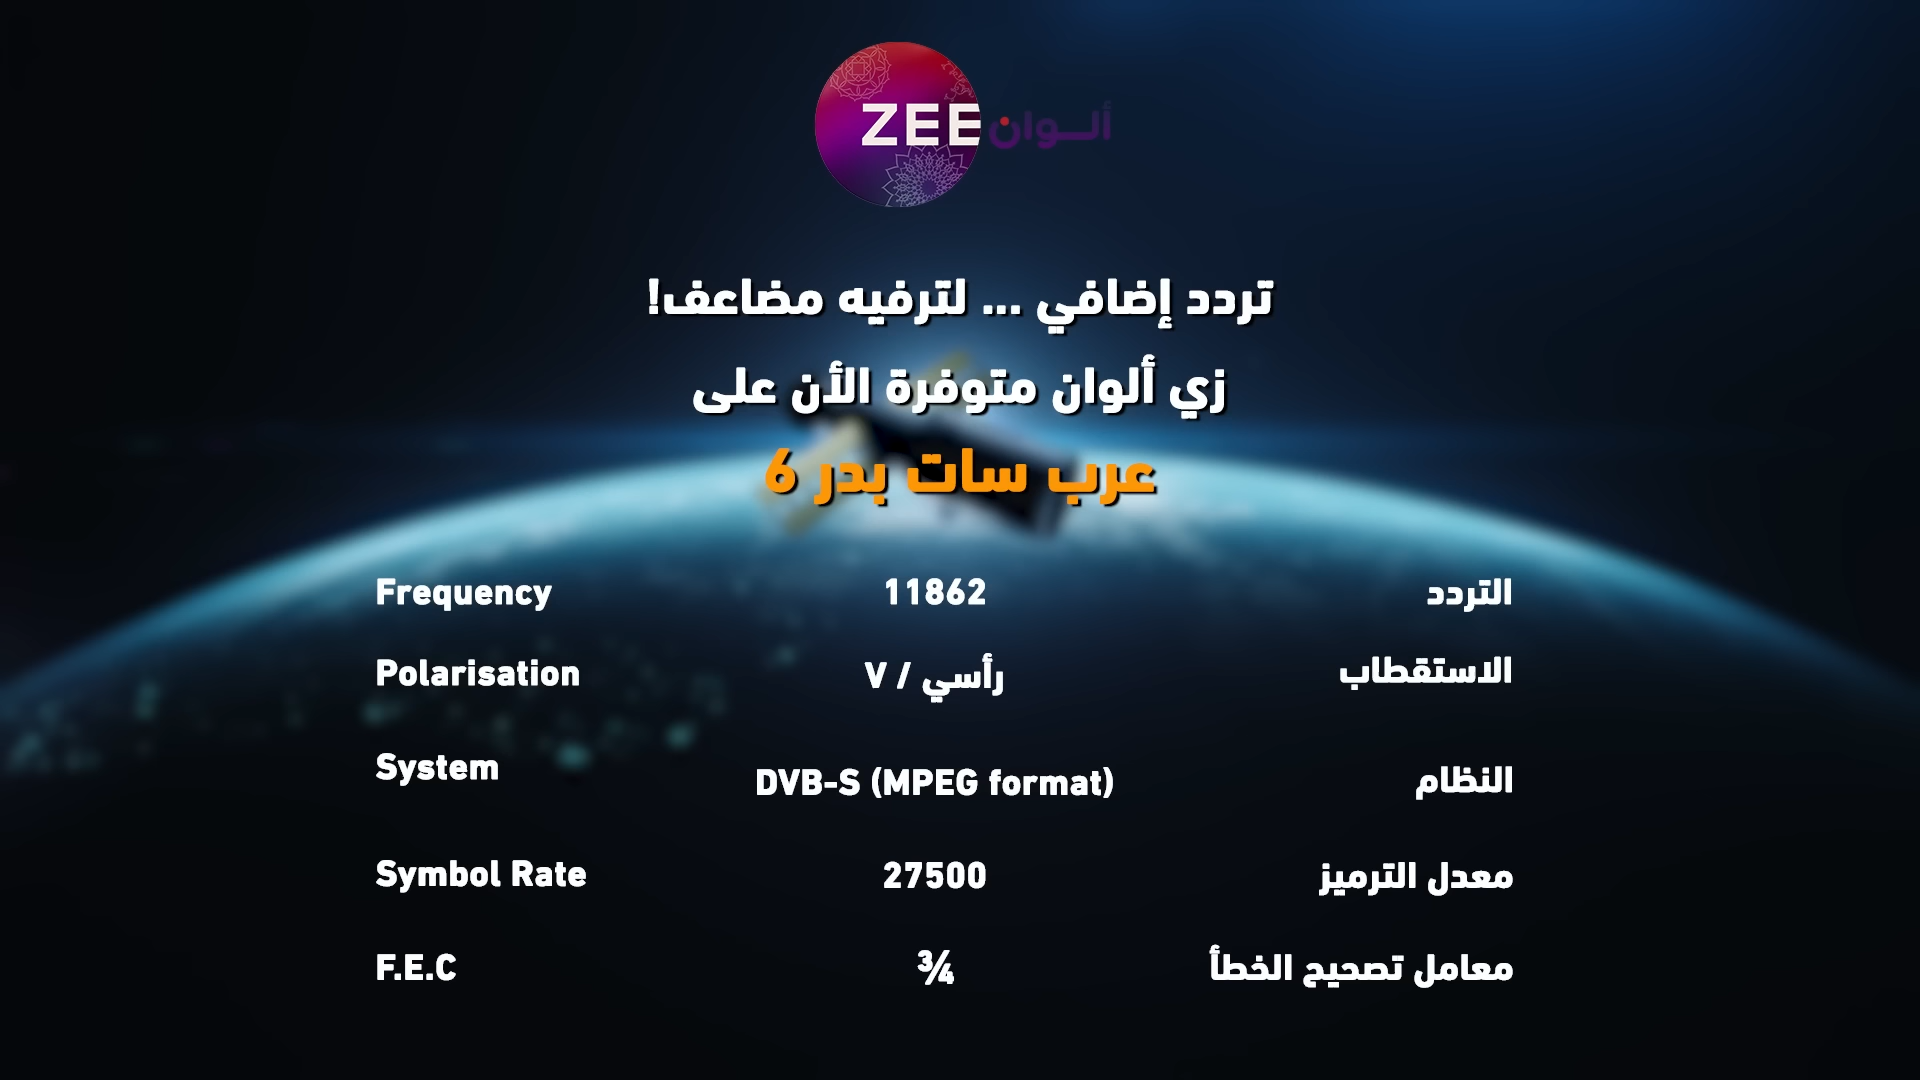 ZEE ألوان
تردد إضافي ... لترفيه مضاعف!
زي ألوان متوفرة الأن على
عرب سات بدر 6
Frequency 11862 التردد
Polarisation رأسي / V الاستقطاب
System DVB-S (MPEG format) النظام
Symbol Rate 27500 معدل الترميز
F.E.C ¾ معامل تصحيح الخطأ